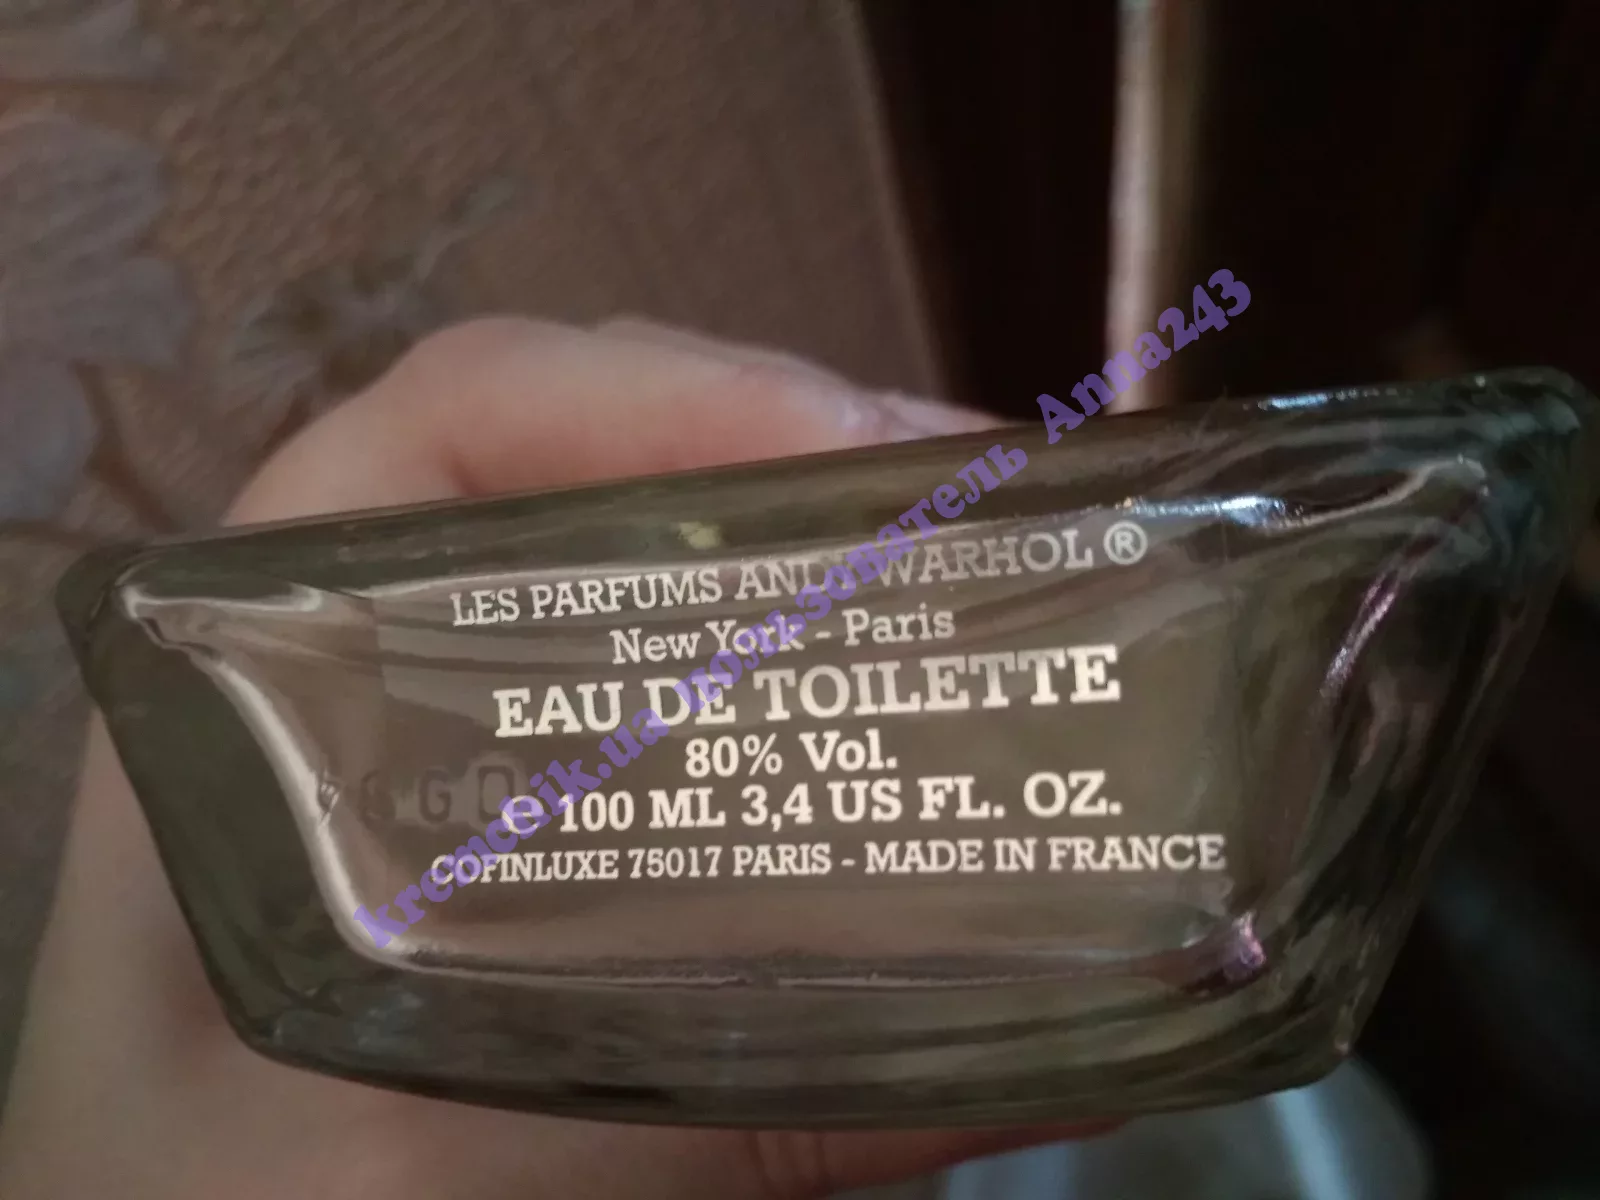 LES PARFUMS ANDY WARHOL ®
New York - Paris
EAU DE TOILETTE
80% Vol.
℮ 100 ML 3,4 US FL. OZ.
COFINLUXE 75017 PARIS - MADE IN FRANCE
krcpchik.ua пользователь Anna243